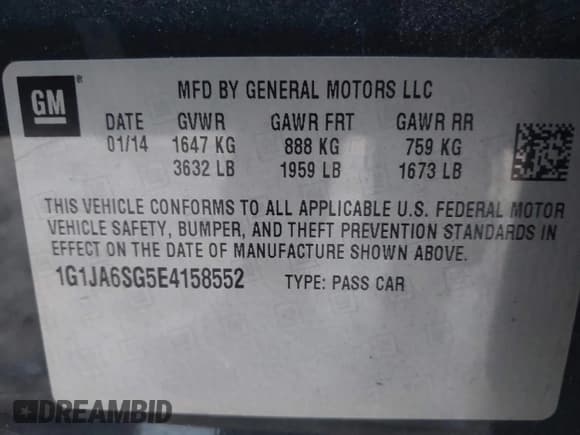 GM
®
MFD BY GENERAL MOTORS LLC
DATE GVWR GAWR FRT GAWR RR
01/14 1647 KG 888 KG 759 KG
3632 LB 1959 LB 1673 LB
THIS VEHICLE CONFORMS TO ALL APPLICABLE U.S. FEDERAL MOTOR
VEHICLE SAFETY, BUMPER, AND THEFT PREVENTION STANDARDS IN
EFFECT ON THE DATE OF MANUFACTURE SHOWN ABOVE.
1G1JA6SG5E4158552 TYPE: PASS CAR
DREAMBID